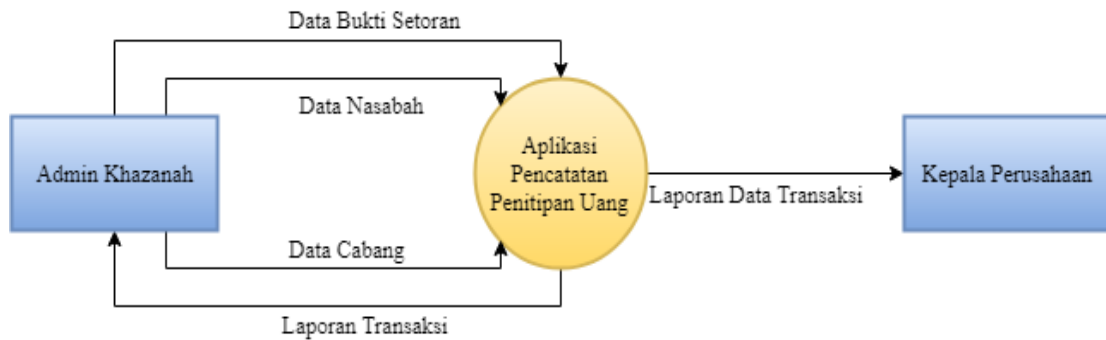 Data Bukti Setoran
Data Nasabah
Admin Khazanah
Aplikasi
Pencatatan
Penitipan Uang
Laporan Data Transaksi
Kepala Perusahaan
Data Cabang
Laporan Transaksi